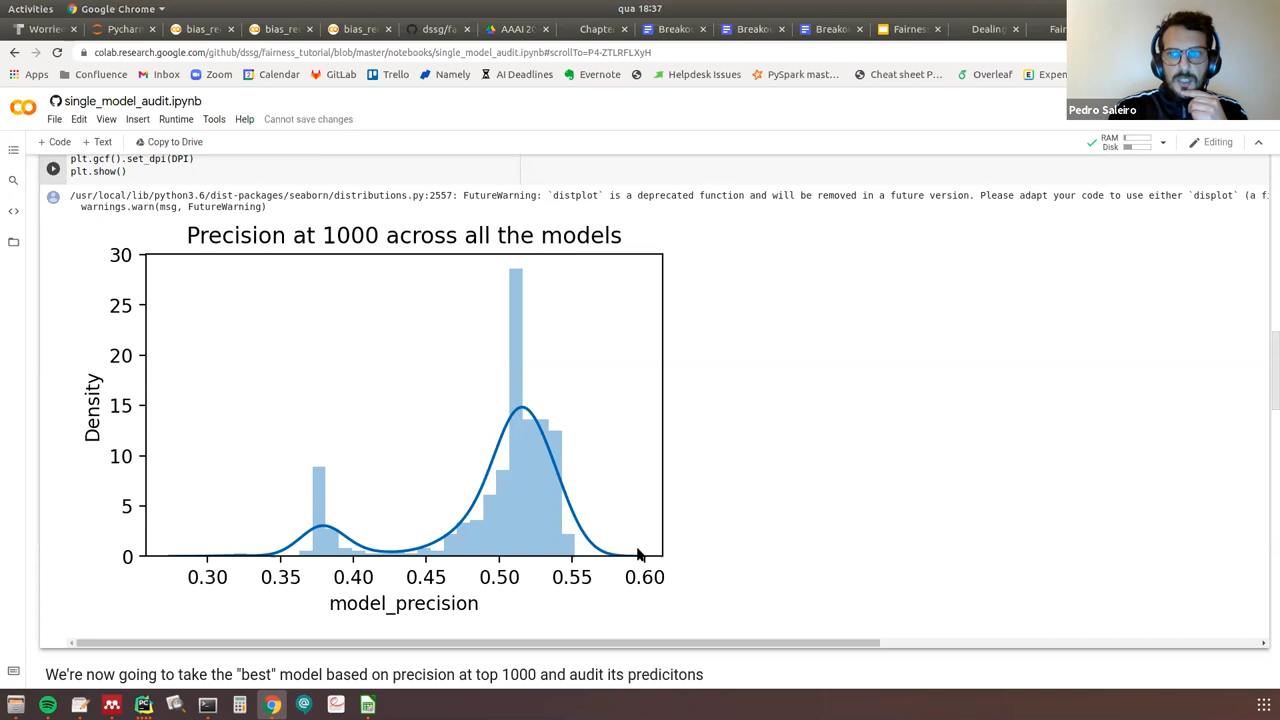 Activities
Google Chrome
qua 18:37
Worrie
Pycharm
bias_re
bias_re
bias_re
dssg/fa
AAAI 2
Chapte
Breakou
Breakou
Breako
Fairne
Dealing
Fair
colab.research.google.com/github/dssg/fairness_tutorial/blob/master/notebooks/single_model_audit.ipynb#scrollTo=P4-ZTLRFLXyH
Apps
Confluence
Inbox
Zoom
Calendar
GitLab
Trello
Namely
AI Deadlines
Evernote
Helpdesk Issues
PySpark mast...
Cheat sheet P...
Overleaf
Expen
Pedro Saleiro
single_model_audit.ipynb
File Edit View Insert Runtime Tools Help Cannot save changes
+ Code + Text Copy to Drive
RAM
Disk
Editing
plt.gcf().set_dpi(DPI)
plt.show()
/usr/local/lib/python3.6/dist-packages/seaborn/distributions.py:2557: FutureWarning: `distplot` is a deprecated function and will be removed in a future version. Please adapt your code to use either `displot` (a fi
warnings.warn(msg, FutureWarning)
Precision at 1000 across all the models
30
25
20
15
10
5
0
Density
0.30 0.35 0.40 0.45 0.50 0.55 0.60
model_precision
We're now going to take the "best" model based on precision at top 1000 and audit its predicitons